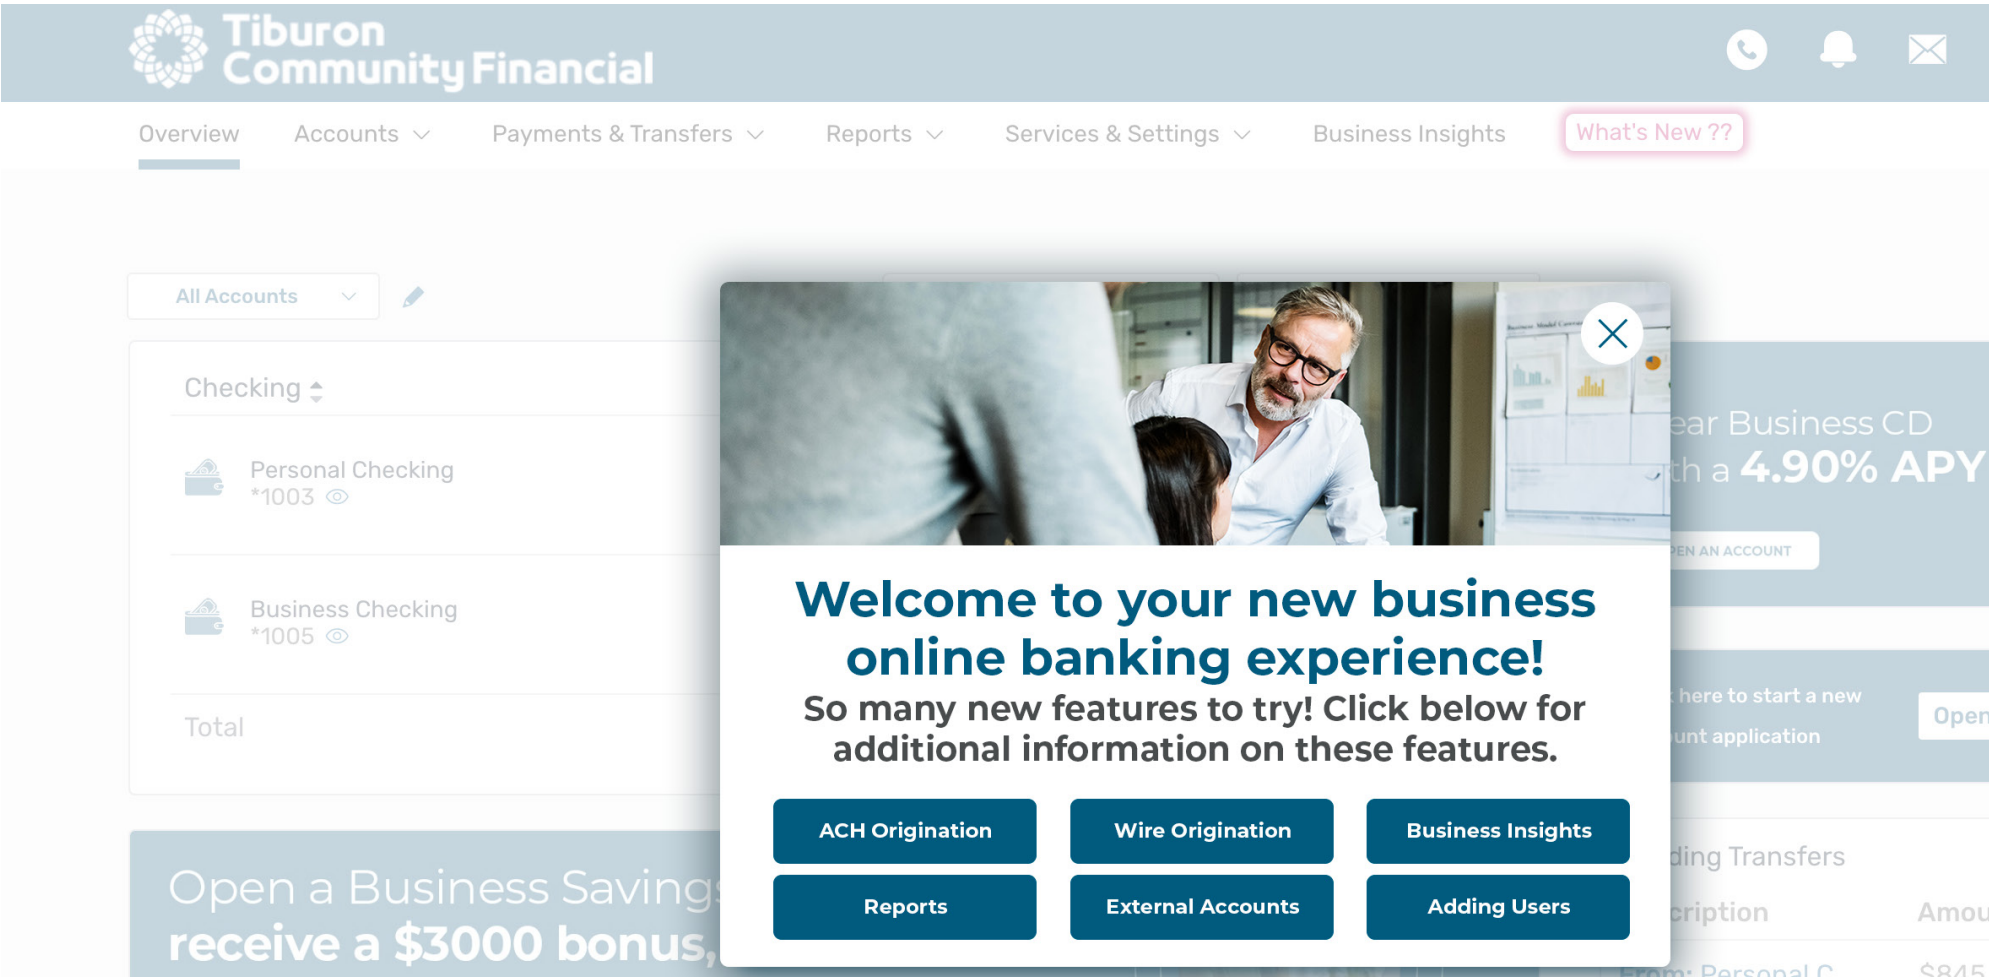 Tiburon
Community Financial
Overview
Accounts
Payments & Transfers
Reports
Services & Settings
Business Insights
What's New ??
All Accounts
Checking
Personal Checking
*1003
Business Checking
*1005
Total
Open a Business Savings
receive a $3000 bonus,
Welcome to your new business
online banking experience!
So many new features to try! Click below for
additional information on these features.
ACH Origination
Wire Origination
Business Insights
Reports
External Accounts
Adding Users
ear Business CD
th a 4.90% APY
PEN AN ACCOUNT
here to start a new
unt application
Open
ding Transfers
cription
Amou
From: Personal C
$845